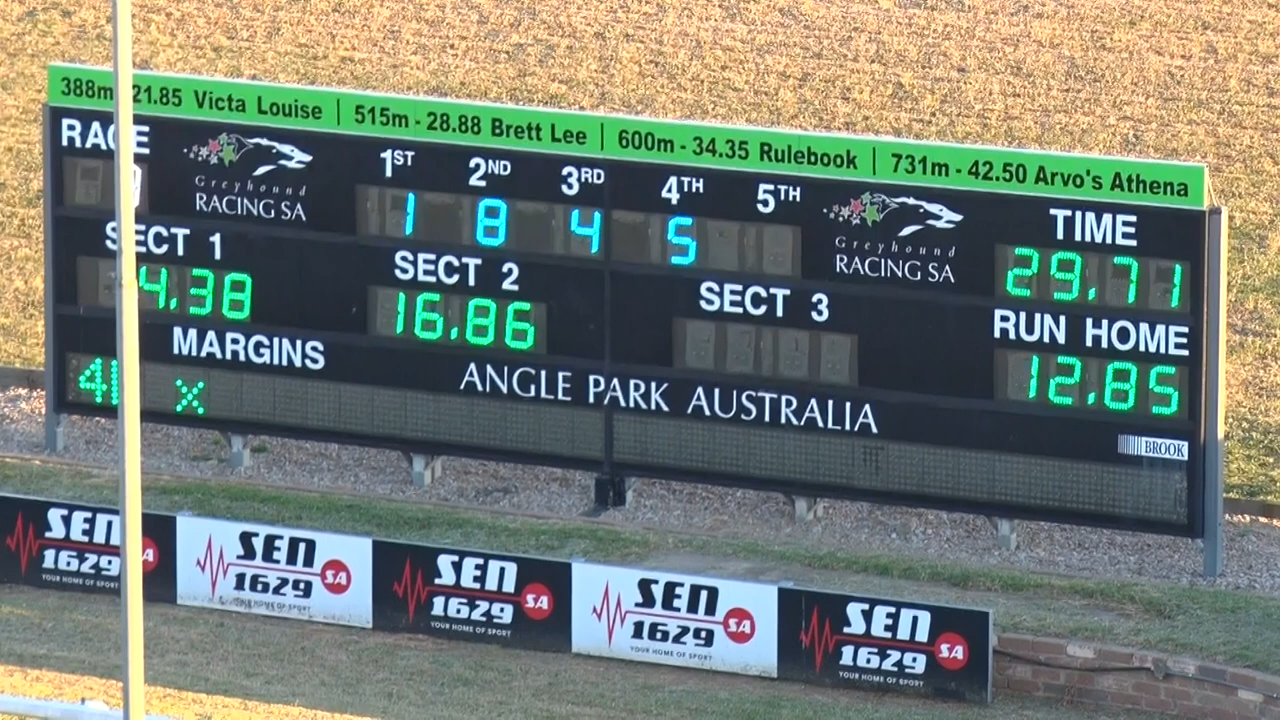 388m 21.85 Victa Louise | 515m - 28.88 Brett Lee | 600m - 34.35 Rulebook | 731m - 42.50 Arvo's Athena
RACE
Greyhound
RACING SA
1ST 2ND 3RD 4TH 5TH
1 8 4 5
Greyhound
RACING SA
TIME
29.71
SECT 1
4.38
SECT 2
16.86
SECT 3
RUN HOME
12.85
MARGINS
4 x
ANGLE PARK AUSTRALIA
BROOK
SEN
1629
YOUR HOME OF SPORT
SEN
1629 SA
YOUR HOME OF SPORT
SEN
1629 SA
YOUR HOME OF SPORT
SEN
1629 SA
YOUR HOME OF SPORT
SEN
1629 SA
YOUR HOME OF SPORT